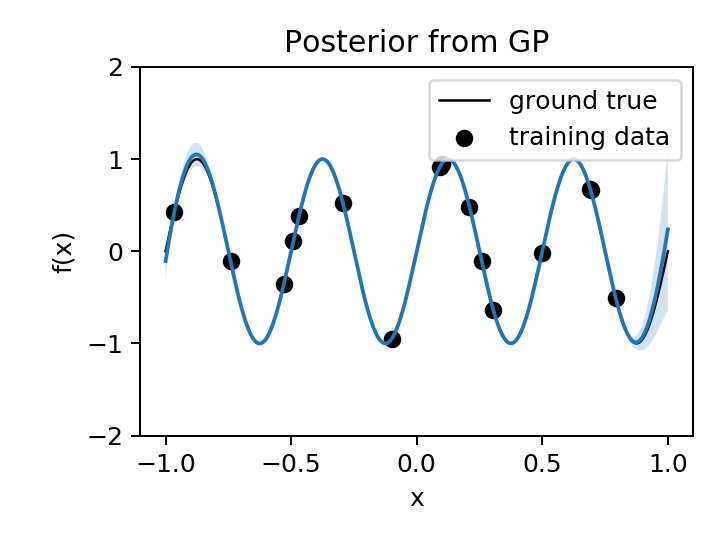 Posterior from GP
ground true
training data
2
1
0
−1
−2
f(x)
−1.0 −0.5 0.0 0.5 1.0
x